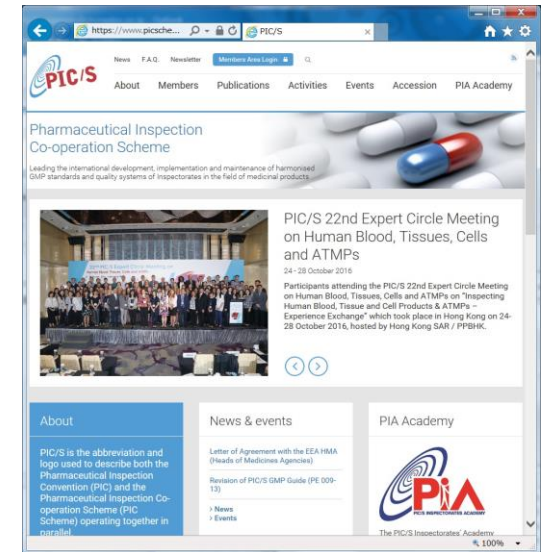 https://www.picsche...
PIC/S
News F.A.Q. Newsletter Members Area Login
PIC/S
About Members Publications Activities Events Accession PIA Academy
Pharmaceutical Inspection
Co-operation Scheme
Leading the international development, implementation and maintenance of harmonised
GMP standards and quality systems of Inspectorates in the field of medicinal products
PIC/S 22nd Expert Circle Meeting
on Human Blood, Tissues, Cells
and ATMPs
24 - 28 October 2016
Participants attending the PIC/S 22nd Expert Circle Meeting
on Human Blood, Tissues, Cells and ATMPs on "Inspecting
Human Blood, Tissue and Cell Products & ATMPs –
Experience Exchange" which took place in Hong Kong on 24-
28 October 2016, hosted by Hong Kong SAR / PPBHK.
About
PIC/S is the abbreviation and
logo used to describe both the
Pharmaceutical Inspection
Convention (PIC) and the
Pharmaceutical Inspection Co-
operation Scheme (PIC
Scheme) operating together in
parallel.
News & events
Letter of Agreement with the EEA HMA
(Heads of Medicines Agencies)
Revision of PIC/S GMP Guide (PE 009-
13)
› News
› Events
PIA Academy
PIA
PIC/S INSPECTORATES' ACADEMY
The PIC/S Inspectorates' Academy
100%